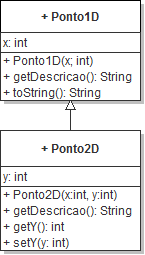 + Ponto1D
x: int
+ Ponto1D(x; int)
+ getDescricao(): String
+ toString(): String
+ Ponto2D
y: int
+ Ponto2D(x:int, y:int)
+ getDescricao(): String
+ getY(): int
+ setY(y: int)